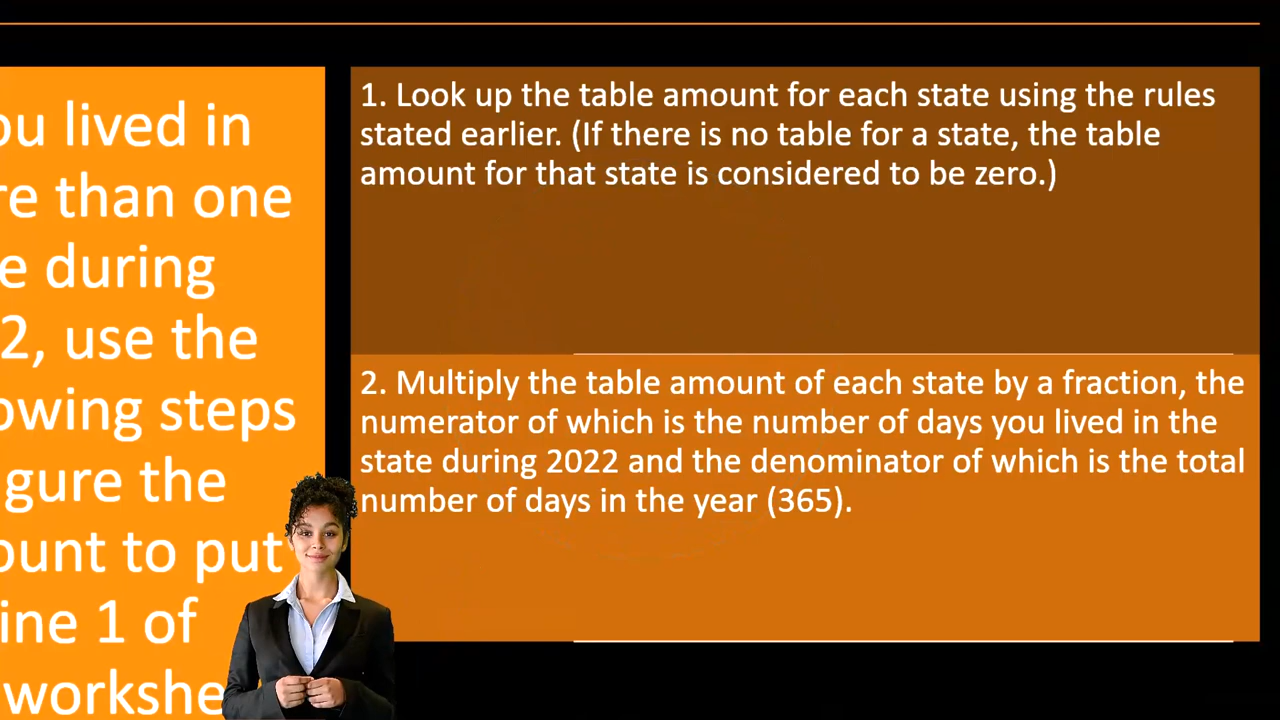 ou lived in
re than one
e during
2, use the
owing steps
gure the
ount to put
ine 1 of
workshe
1. Look up the table amount for each state using the rules
stated earlier. (If there is no table for a state, the table
amount for that state is considered to be zero.)
2. Multiply the table amount of each state by a fraction, the
numerator of which is the number of days you lived in the
state during 2022 and the denominator of which is the total
number of days in the year (365).